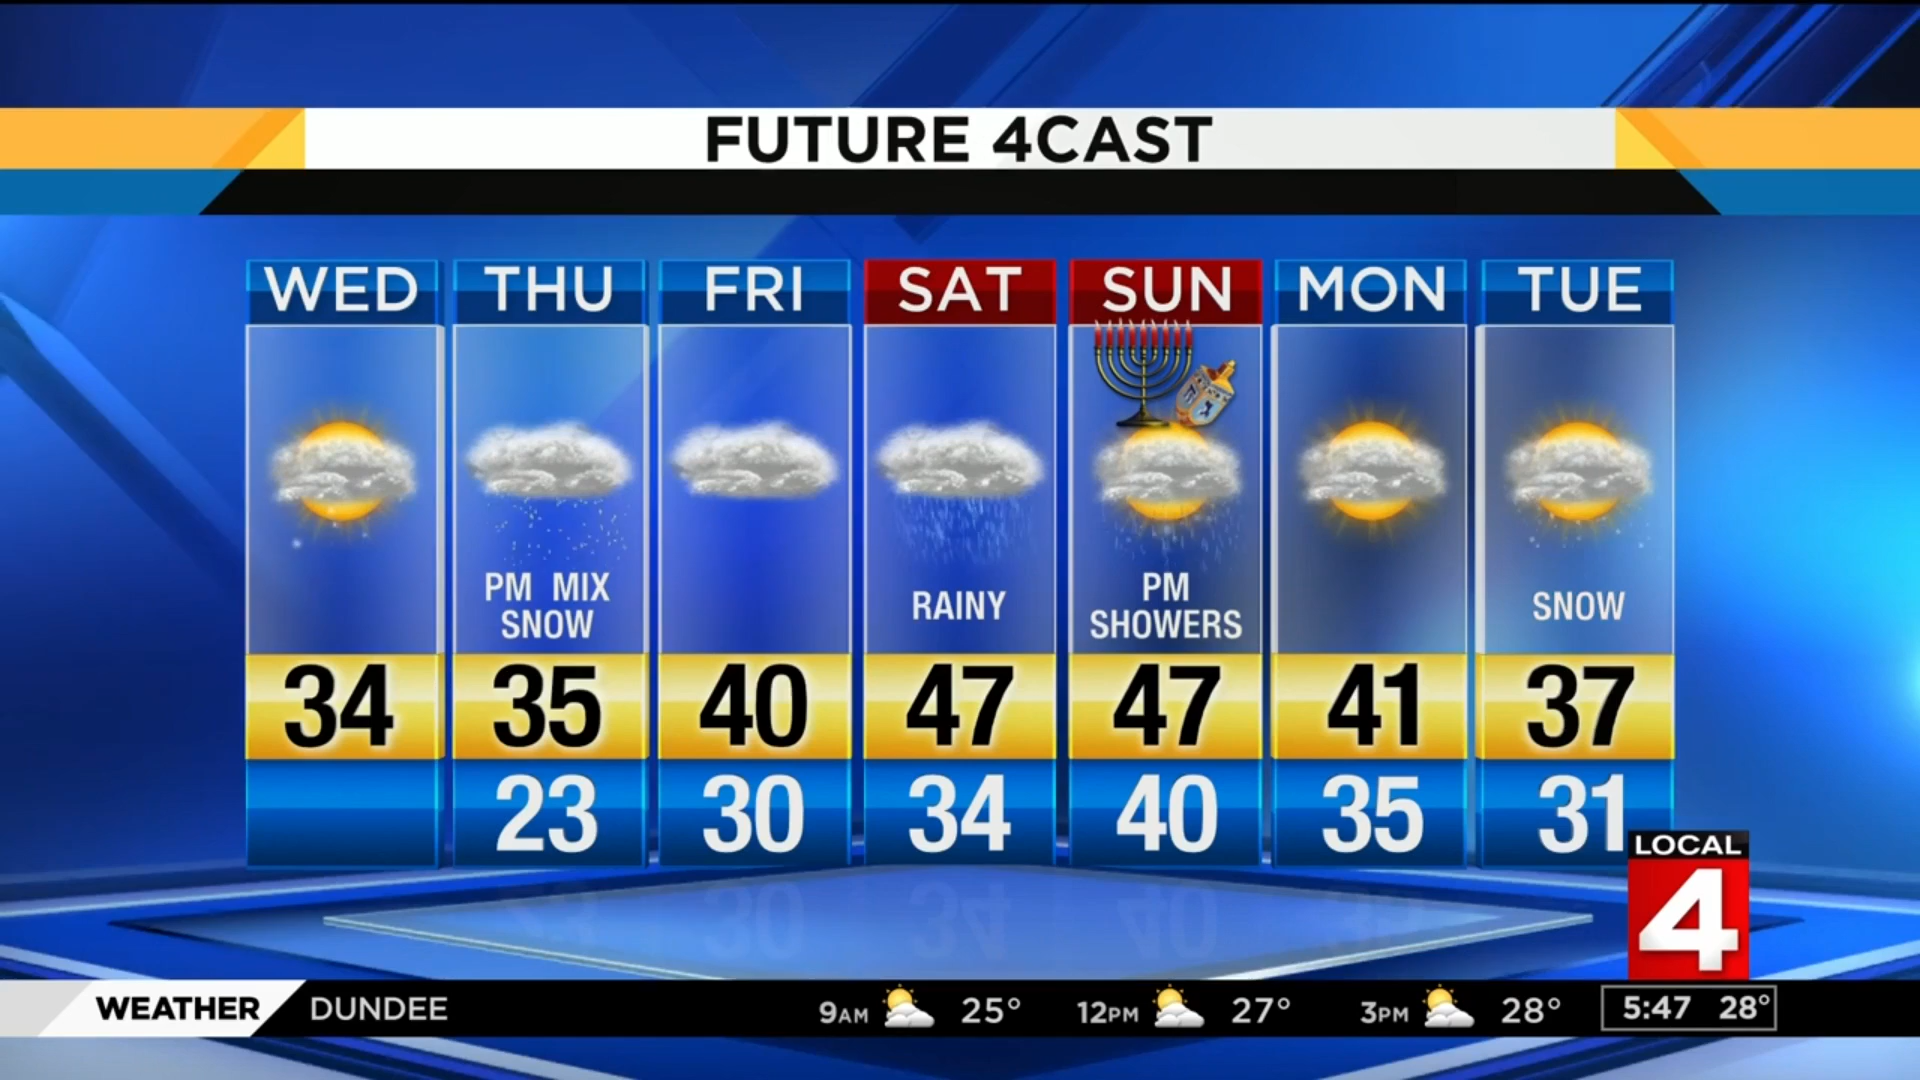 FUTURE 4CAST
WED THU FRI SAT SUN MON TUE
PM MIX SNOW
RAINY
PM SHOWERS
SNOW
34 35 40 47 47 41 37
23 30 34 40 35 31
LOCAL
4
WEATHER DUNDEE 9AM 25° 12PM 27° 3PM 28° 5:47 28°